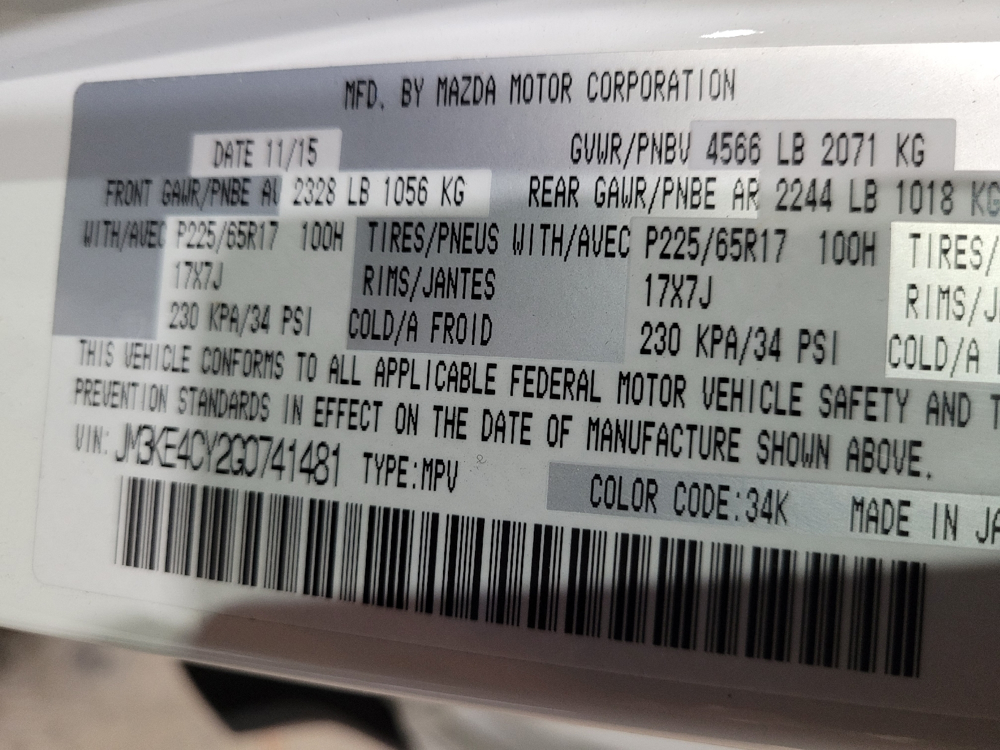 MFD. BY MAZDA MOTOR CORPORATION
DATE 11/15 GVWR/PNBV 4566 LB 2071 KG
FRONT GAWR/PNBE AV 2328 LB 1056 KG REAR GAWR/PNBE AR 2244 LB 1018 KG
WITH/AVEC P225/65R17 100H TIRES/PNEUS WITH/AVEC P225/65R17 100H TIRES/
17X7J RIMS/JANTES 17X7J RIMS/J
230 KPA/34 PSI COLD/A FROID 230 KPA/34 PSI COLD/A
THIS VEHICLE CONFORMS TO ALL APPLICABLE FEDERAL MOTOR VEHICLE SAFETY AND T
PREVENTION STANDARDS IN EFFECT ON THE DATE OF MANUFACTURE SHOWN ABOVE.
VIN: JM3KE4CY2G0741481 TYPE:MPV
COLOR CODE:34K MADE IN JA